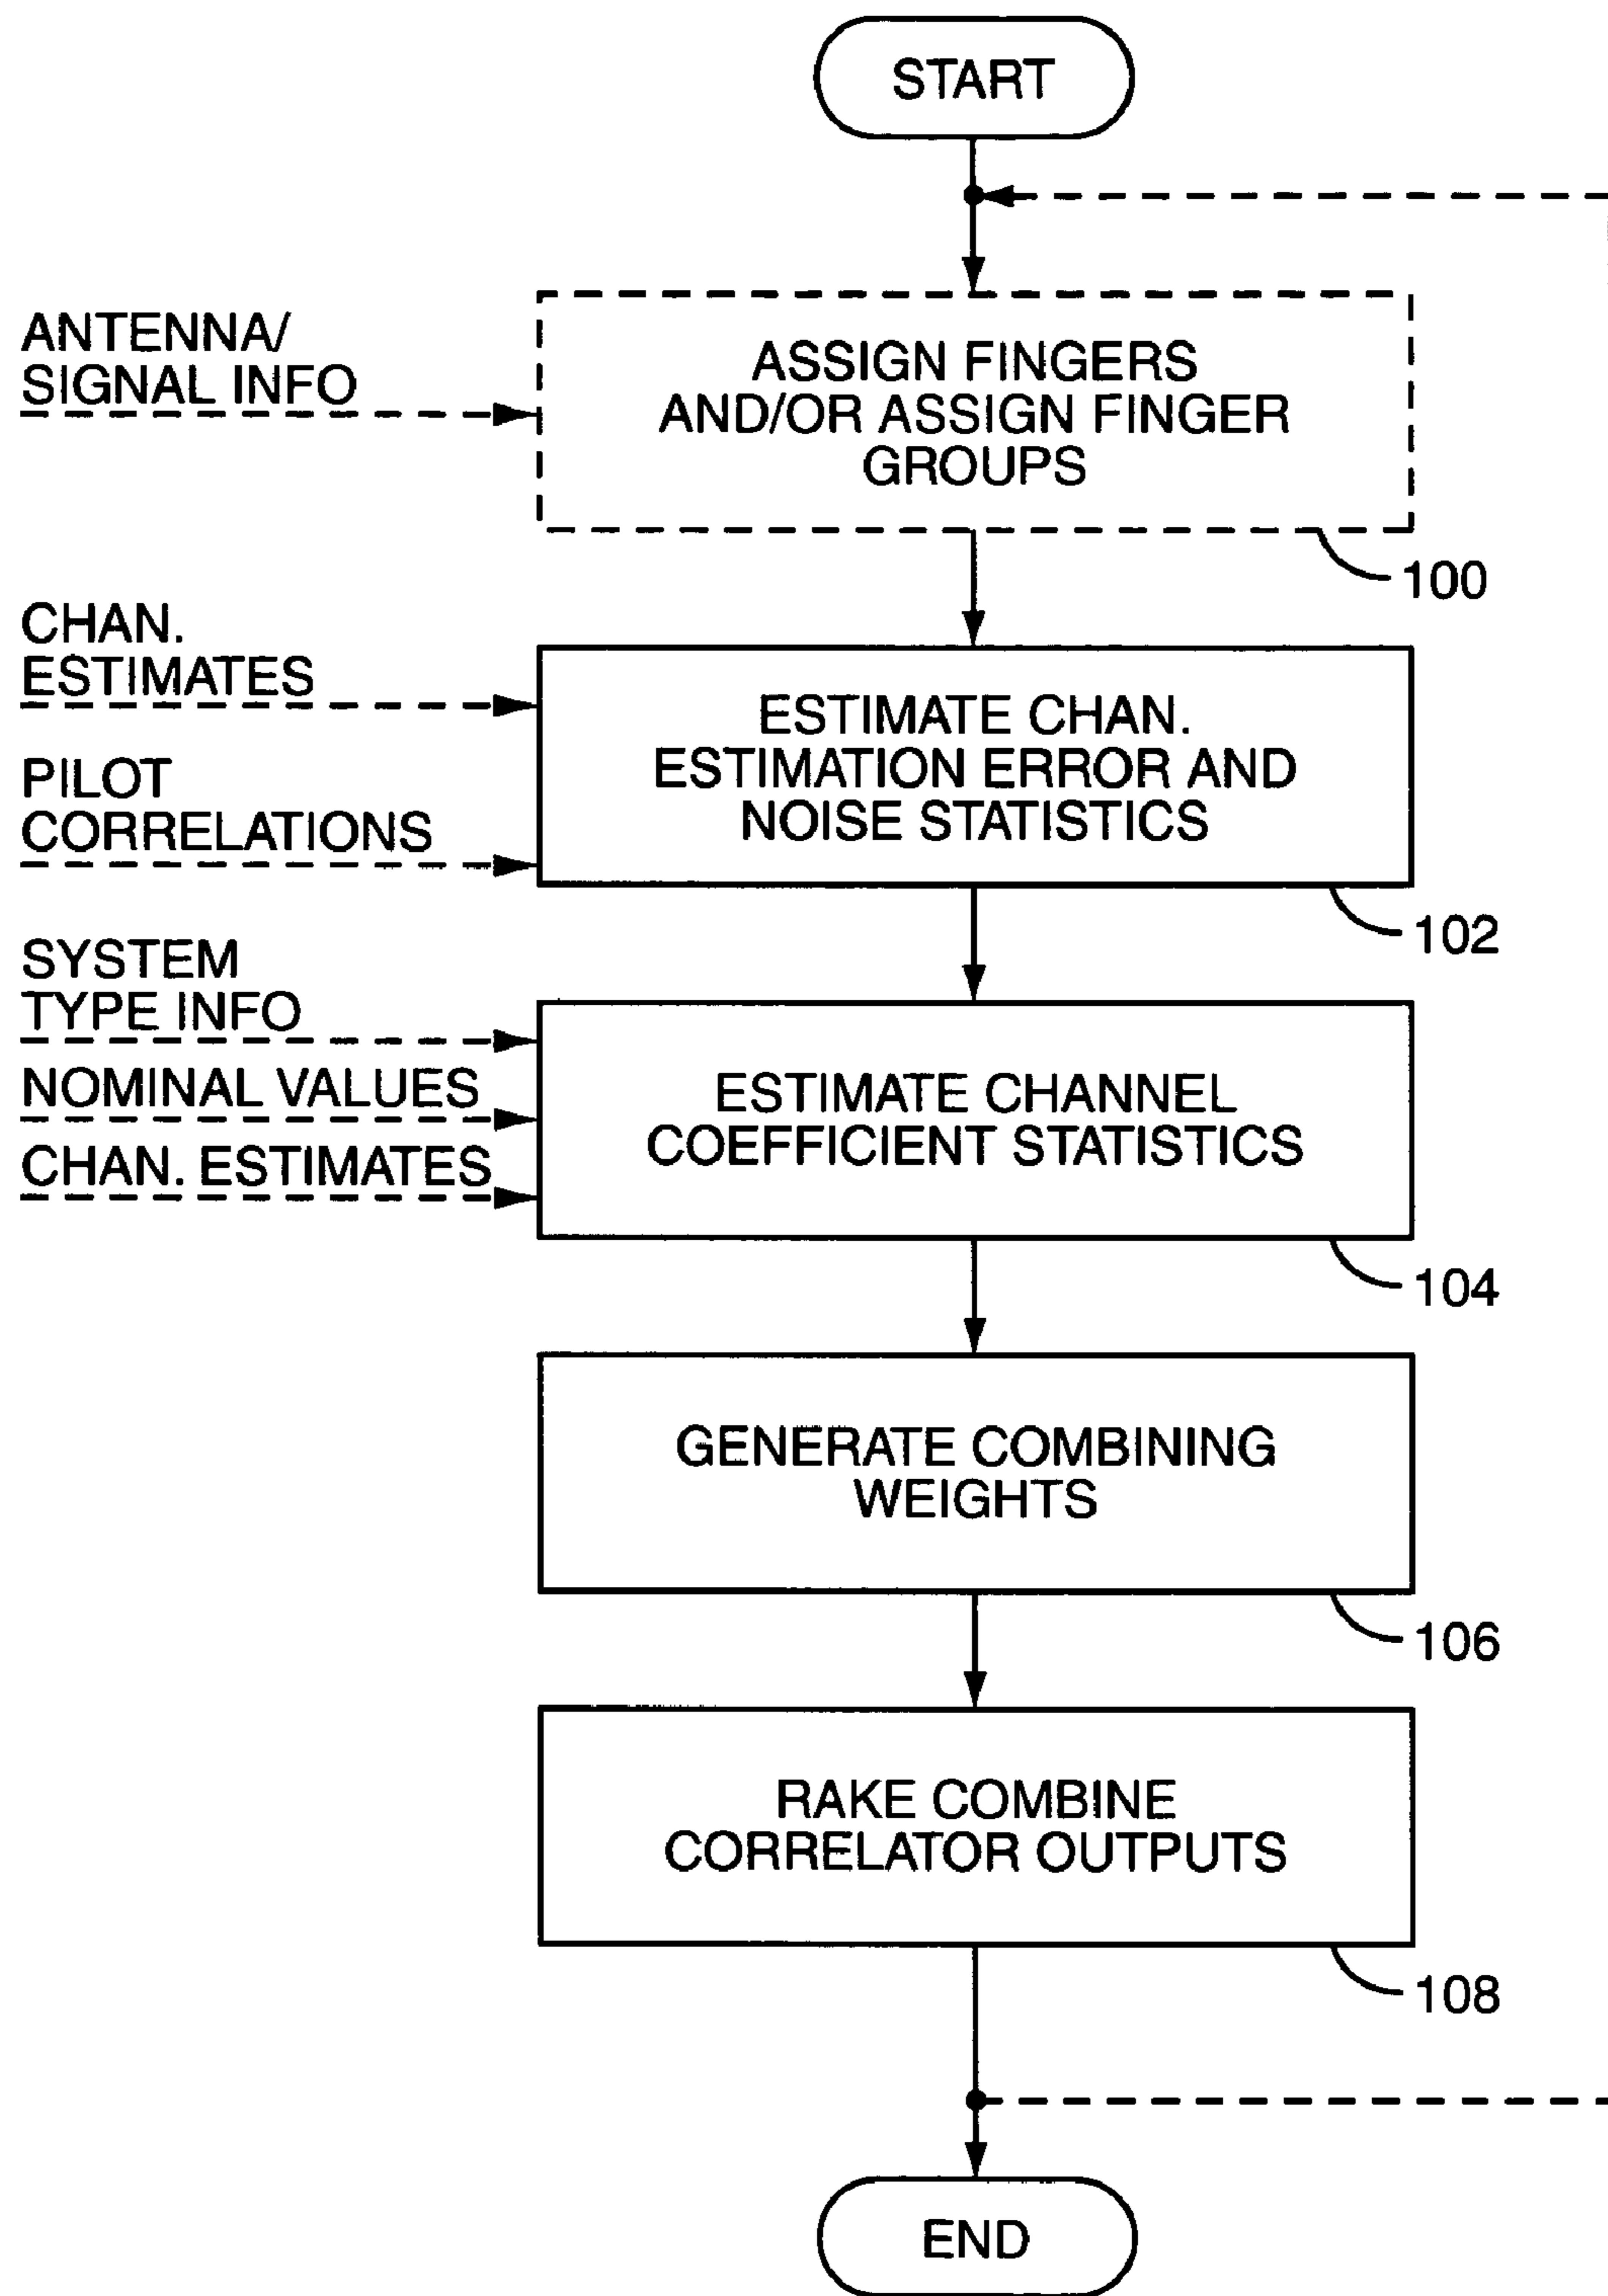 START
ANTENNA/
SIGNAL INFO
ASSIGN FINGERS
AND/OR ASSIGN FINGER
GROUPS
100
CHAN.
ESTIMATES
PILOT
CORRELATIONS
ESTIMATE CHAN.
ESTIMATION ERROR AND
NOISE STATISTICS
102
SYSTEM
TYPE INFO
NOMINAL VALUES
CHAN. ESTIMATES
ESTIMATE CHANNEL
COEFFICIENT STATISTICS
104
GENERATE COMBINING
WEIGHTS
106
RAKE COMBINE
CORRELATOR OUTPUTS
108
END